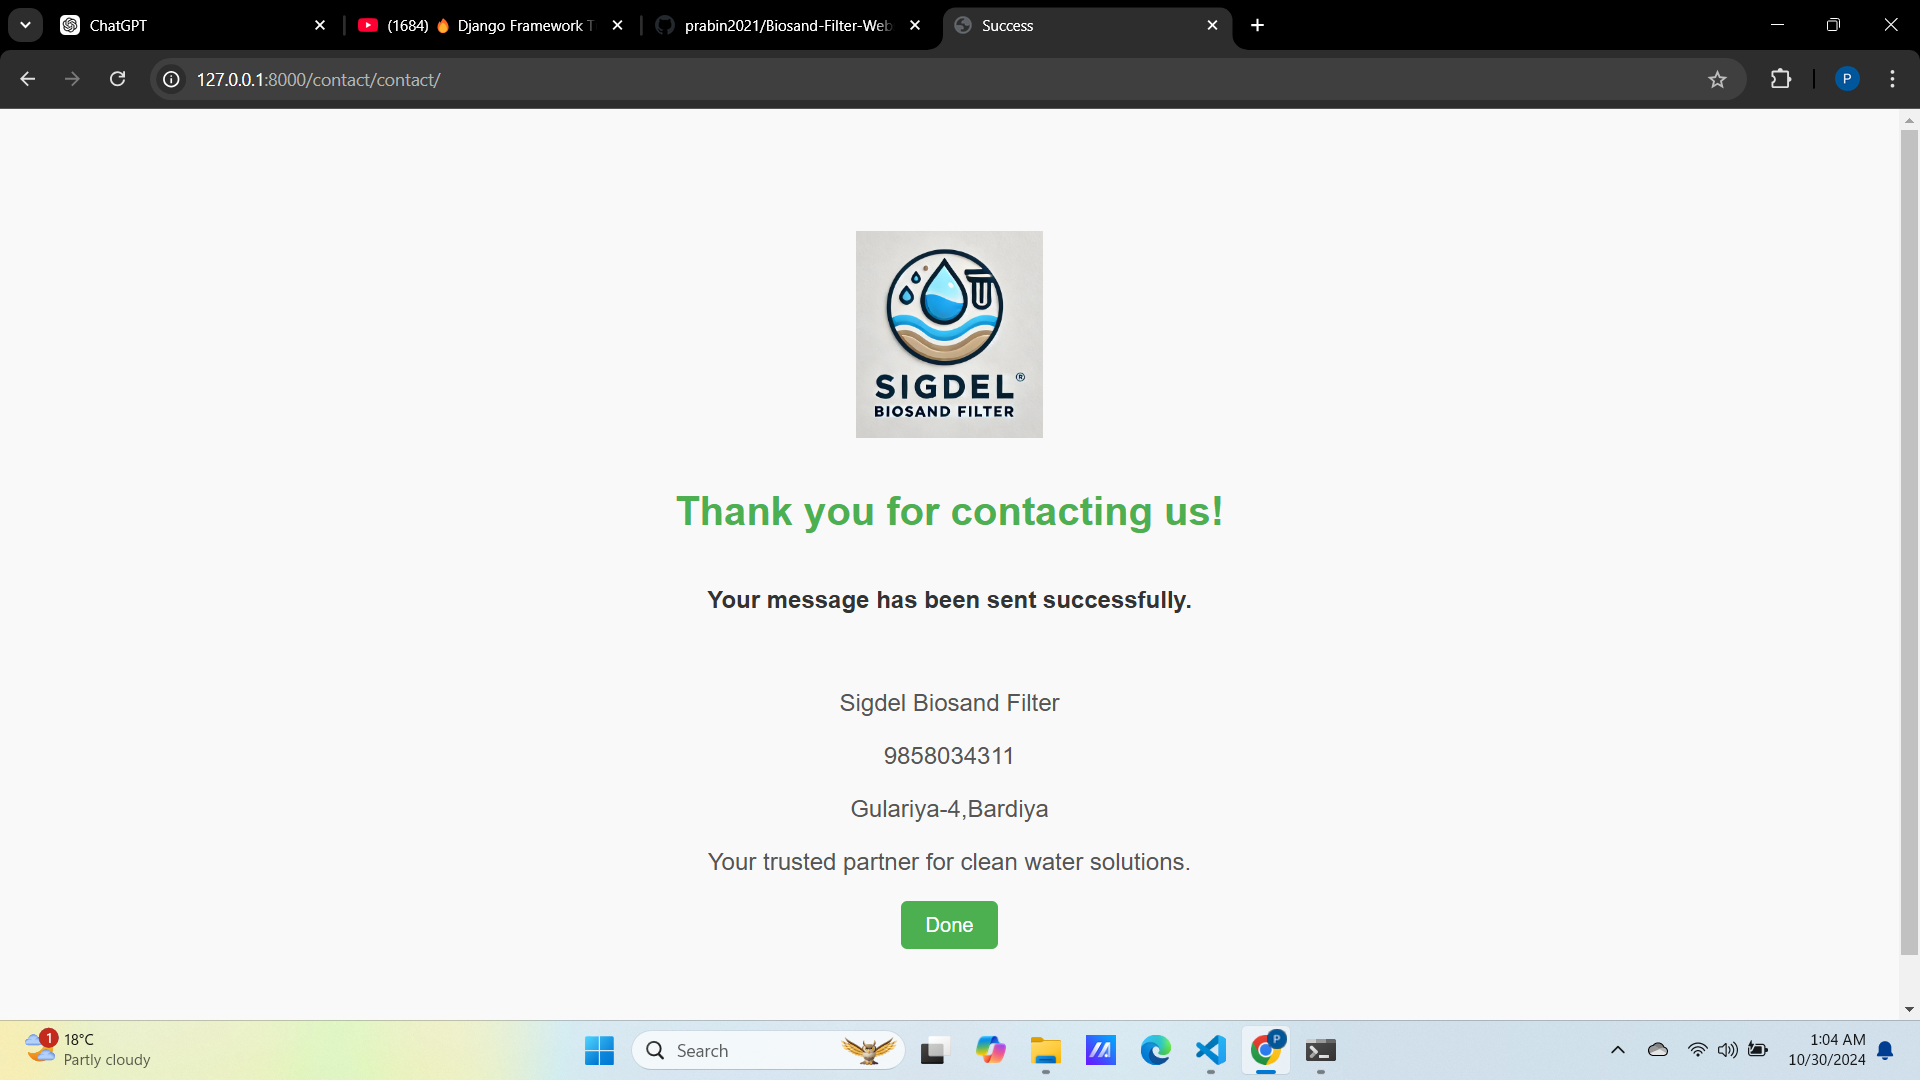 ChatGPT
(1684) 🔥 Django Framework T
prabin2021/Biosand-Filter-Web
Success
127.0.0.1:8000/contact/contact/
P
SIGDEL®
BIOSAND FILTER
Thank you for contacting us!
Your message has been sent successfully.
Sigdel Biosand Filter
9858034311
Gulariya-4,Bardiya
Your trusted partner for clean water solutions.
Done
1
18°C
Partly cloudy
Search
P
1:04 AM
10/30/2024